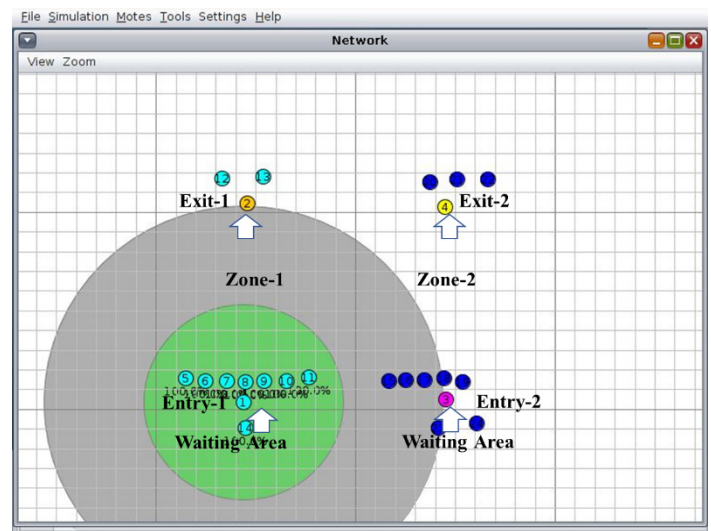 File Simulation Motes Tools Settings Help
Network
View Zoom
12 13
Exit-1 2 4 Exit-2
Zone-1 Zone-2
5 6 7 8 9 10 11
Entry-1 1 3 Entry-2
14
Waiting Area Waiting Area
100.0%